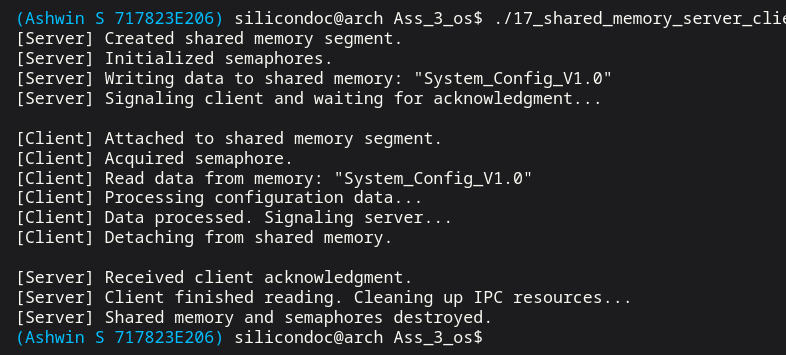 (Ashwin S 717823E206) silicondoc@arch Ass_3_os$ ./17_shared_memory_server_clie
[Server] Created shared memory segment.
[Server] Initialized semaphores.
[Server] Writing data to shared memory: "System_Config_V1.0"
[Server] Signaling client and waiting for acknowledgment...
[Client] Attached to shared memory segment.
[Client] Acquired semaphore.
[Client] Read data from memory: "System_Config_V1.0"
[Client] Processing configuration data...
[Client] Data processed. Signaling server...
[Client] Detaching from shared memory.
[Server] Received client acknowledgment.
[Server] Client finished reading. Cleaning up IPC resources...
[Server] Shared memory and semaphores destroyed.
(Ashwin S 717823E206) silicondoc@arch Ass_3_os$